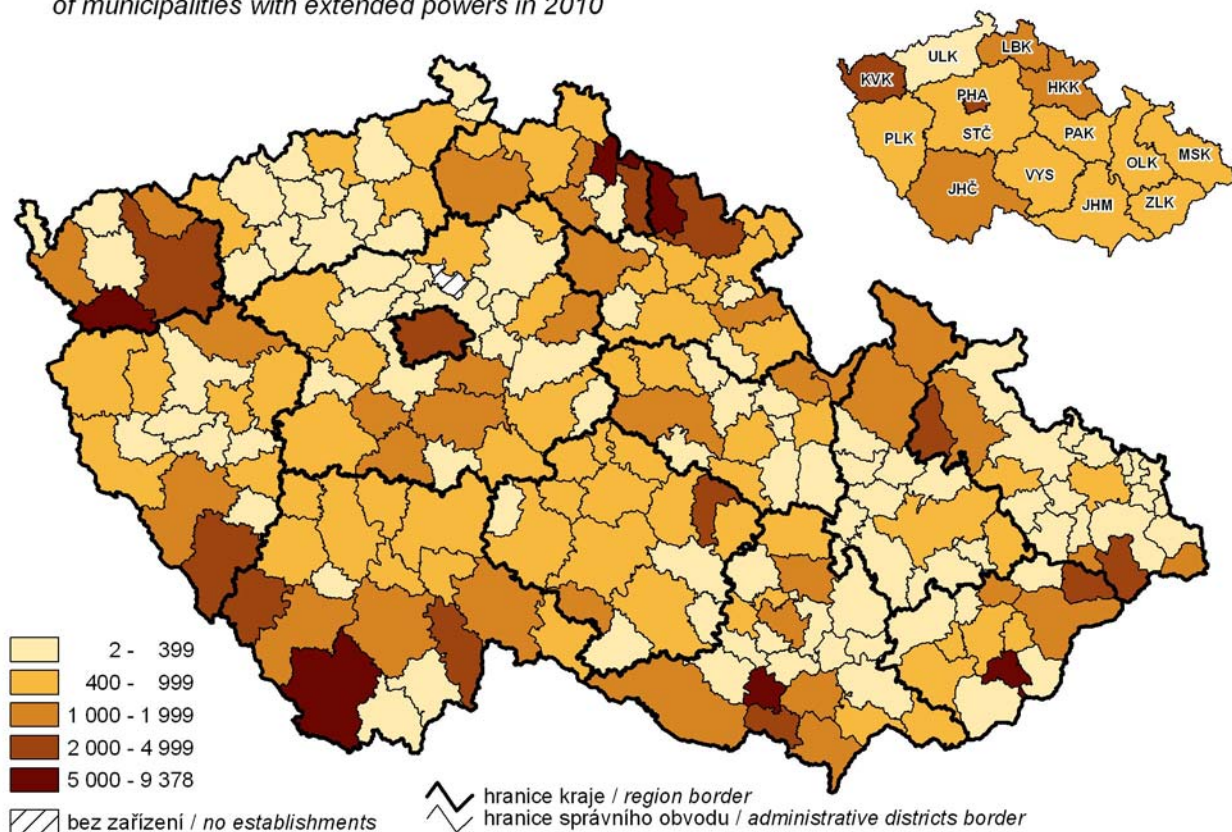 of municipalities with extended powers in 2010
ULK
LBK
KVK
PHA
HKK
PLK
STČ
PAK
OLK
MSK
JHČ
VYS
JHM
ZLK
2 - 399
400 - 999
1 000 - 1 999
2 000 - 4 999
5 000 - 9 378
bez zařízení / no establishments
hranice kraje / region border
hranice správního obvodu / administrative districts border